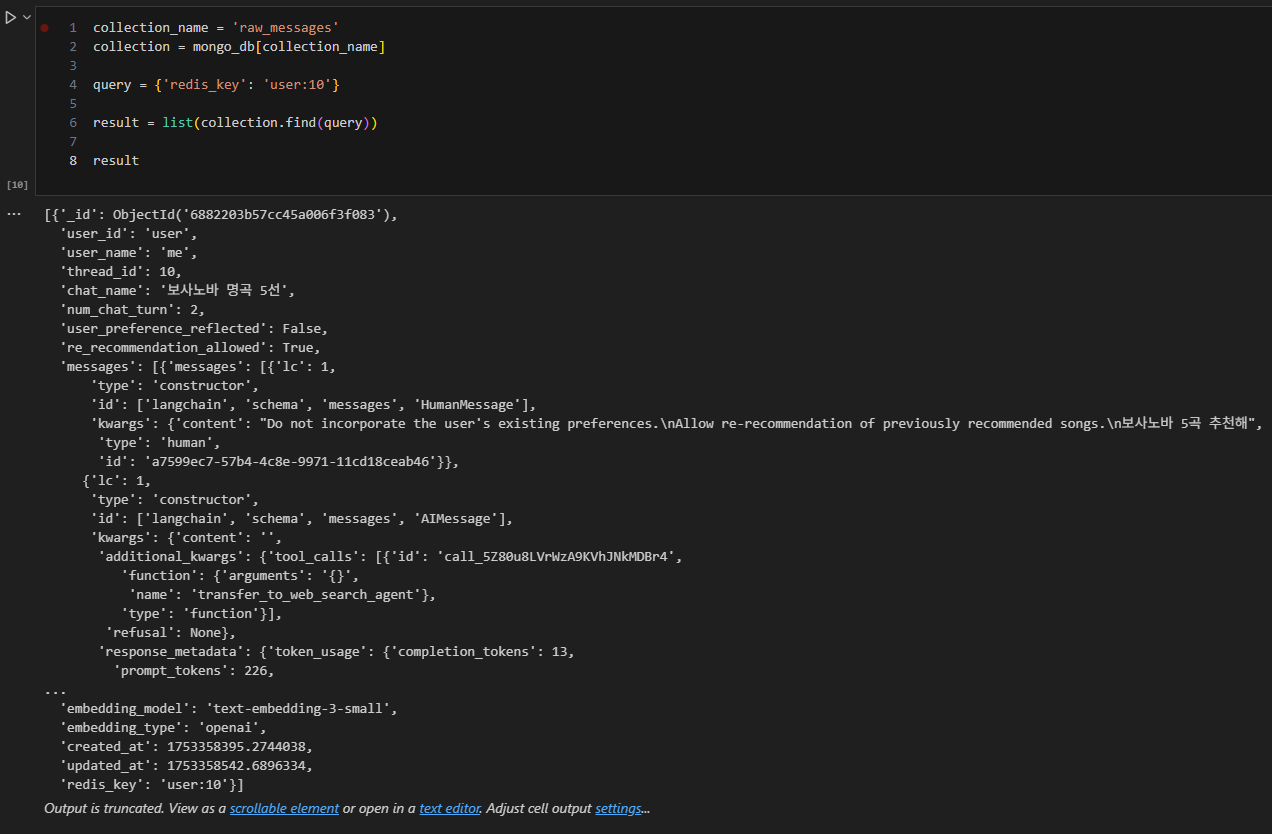 1 collection_name = 'raw_messages'
2 collection = mongo_db[collection_name]
3
4 query = {'redis_key': 'user:10'}
5
6 result = list(collection.find(query))
7
8 result
[10]
... [{'_id': ObjectId('6882203b57cc45a006f3f083'),
'user_id': 'user',
'user_name': 'me',
'thread_id': 10,
'chat_name': '보사노바 명곡 5선',
'num_chat_turn': 2,
'user_preference_reflected': False,
're_recommendation_allowed': True,
'messages': [{'messages': [{'lc': 1,
'type': 'constructor',
'id': ['langchain', 'schema', 'messages', 'HumanMessage'],
'kwargs': {'content': "Do not incorporate the user's existing preferences.\nAllow re-recommendation of previously recommended songs.\n보사노바 5곡 추천해",
'type': 'human',
'id': 'a7599ec7-57b4-4c8e-9971-11cd18ceab46'}},
{'lc': 1,
'type': 'constructor',
'id': ['langchain', 'schema', 'messages', 'AIMessage'],
'kwargs': {'content': '',
'additional_kwargs': {'tool_calls': [{'id': 'call_5Z80u8LVrWzA9KVhJNkMDBr4',
'function': {'arguments': '{}',
'name': 'transfer_to_web_search_agent'},
'type': 'function'}],
'refusal': None},
'response_metadata': {'token_usage': {'completion_tokens': 13,
'prompt_tokens': 226,
...
'embedding_model': 'text-embedding-3-small',
'embedding_type': 'openai',
'created_at': 1753358395.2744038,
'updated_at': 1753358542.6896334,
'redis_key': 'user:10'}]
Output is truncated. View as a scrollable element or open in a text editor. Adjust cell output settings...